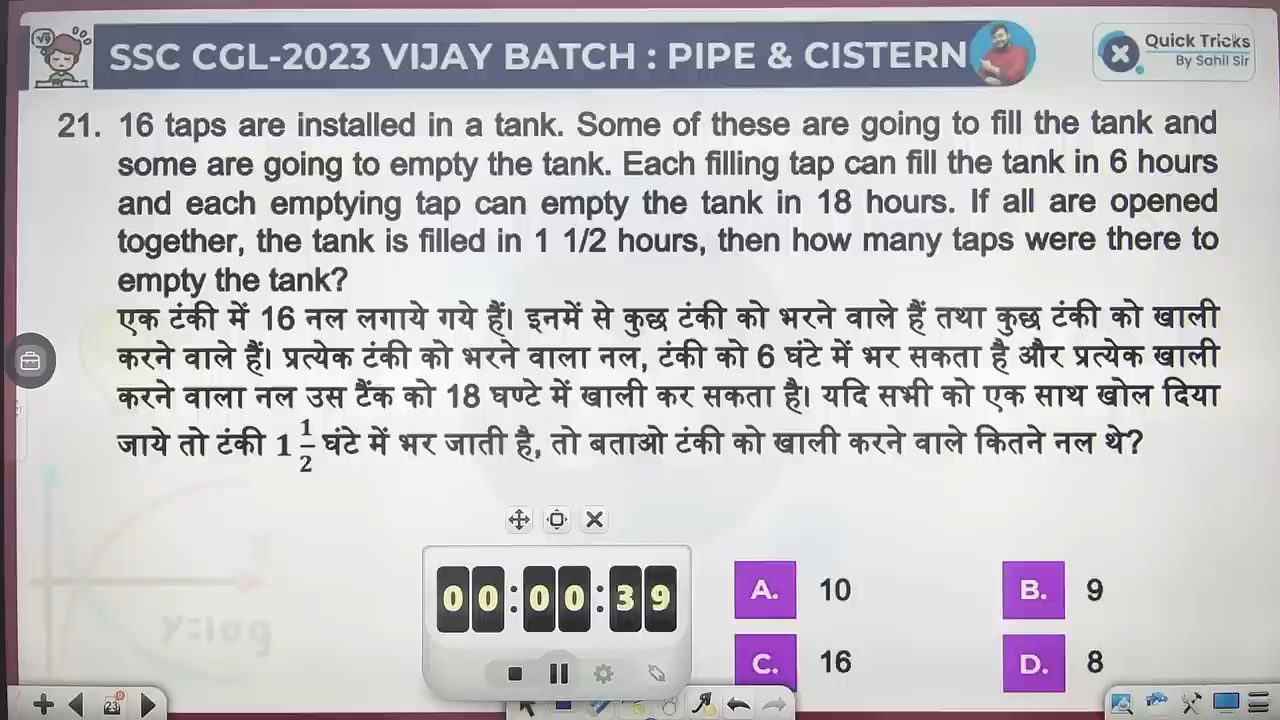 SSC CGL-2023 VIJAY BATCH : PIPE & CISTERN
Quick Tricks
By Sahil Sir
21. 16 taps are installed in a tank. Some of these are going to fill the tank and
some are going to empty the tank. Each filling tap can fill the tank in 6 hours
and each emptying tap can empty the tank in 18 hours. If all are opened
together, the tank is filled in 1 1/2 hours, then how many taps were there to
empty the tank?
एक टंकी में 16 नल लगाये गये हैं। इनमें से कुछ टंकी को भरने वाले हैं तथा कुछ टंकी को खाली
करने वाले हैं। प्रत्येक टंकी को भरने वाला नल, टंकी को 6 घंटे में भर सकता है और प्रत्येक खाली
करने वाला नल उस टैंक को 18 घण्टे में खाली कर सकता है। यदि सभी को एक साथ खोल दिया
जाये तो टंकी 1 1/2 घंटे में भर जाती है, तो बताओ टंकी को खाली करने वाले कितने नल थे?
00:00:39
A. 10
B. 9
C. 16
D. 8
y=log
23